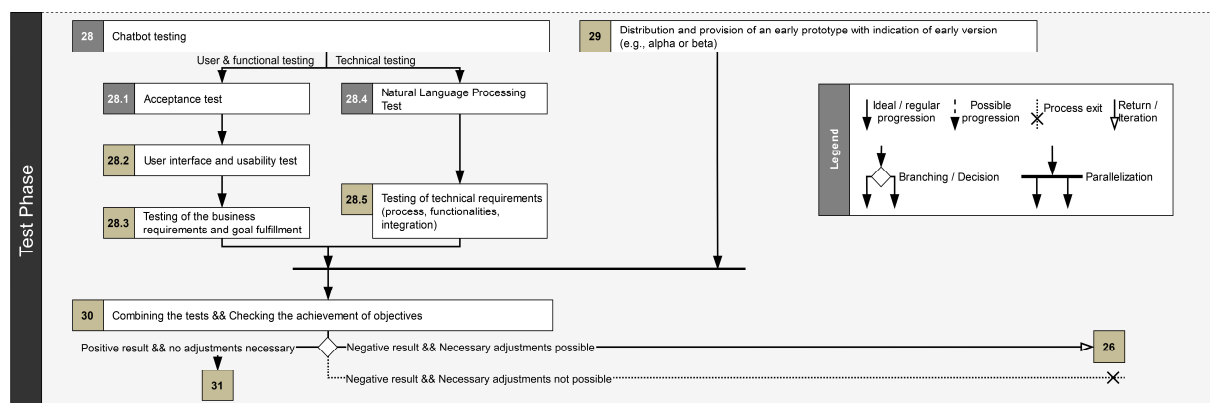 Test Phase
28
Chatbot testing
29
Distribution and provision of an early prototype with indication of early version
(e.g., alpha or beta)
User & functional testing
Technical testing
28.1
Acceptance test
28.4
Natural Language Processing
Test
28.2
User interface and usability test
28.5
Testing of technical requirements
(process, functionalities,
integration)
28.3
Testing of the business
requirements and goal fulfillment
Legend
Ideal / regular
progression
Possible
progression
Process exit
Return /
Iteration
Branching / Decision
Parallelization
30
Combining the tests && Checking the achievement of objectives
Positive result && no adjustments necessary
Negative result && Necessary adjustments possible
26
Negative result && Necessary adjustments not possible
31